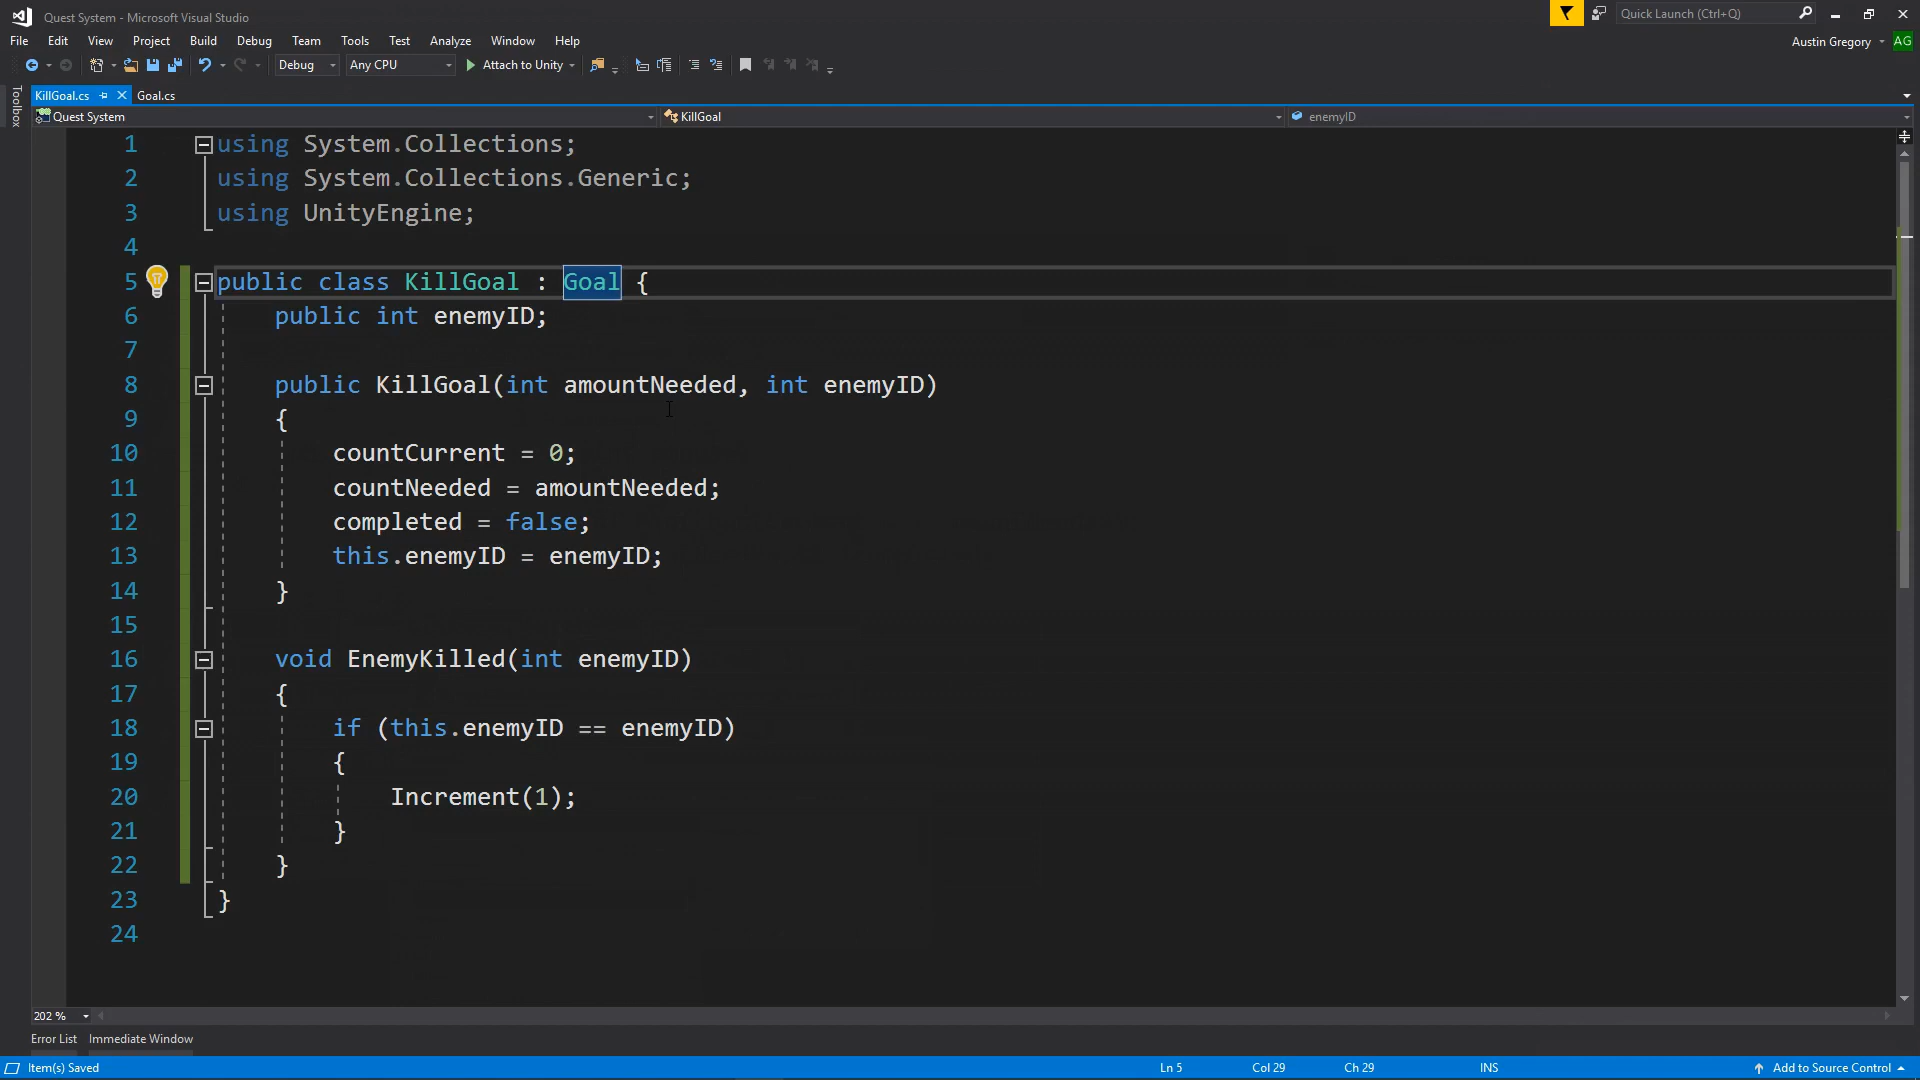 Quest System - Microsoft Visual Studio
Quick Launch (Ctrl+Q)
File Edit View Project Build Debug Team Tools Test Analyze Window Help
Austin Gregory AG
Debug Any CPU Attach to Unity
Toolbox
KillGoal.cs Goal.cs
Quest System KillGoal enemyID
1 using System.Collections;
2 using System.Collections.Generic;
3 using UnityEngine;
4
5 public class KillGoal : Goal {
6 public int enemyID;
7
8 public KillGoal(int amountNeeded, int enemyID)
9 {
10 countCurrent = 0;
11 countNeeded = amountNeeded;
12 completed = false;
13 this.enemyID = enemyID;
14 }
15
16 void EnemyKilled(int enemyID)
17 {
18 if (this.enemyID == enemyID)
19 {
20 Increment(1);
21 }
22 }
23 }
24
202 %
Error List Immediate Window
Item(s) Saved Ln 5 Col 29 Ch 29 INS Add to Source Control